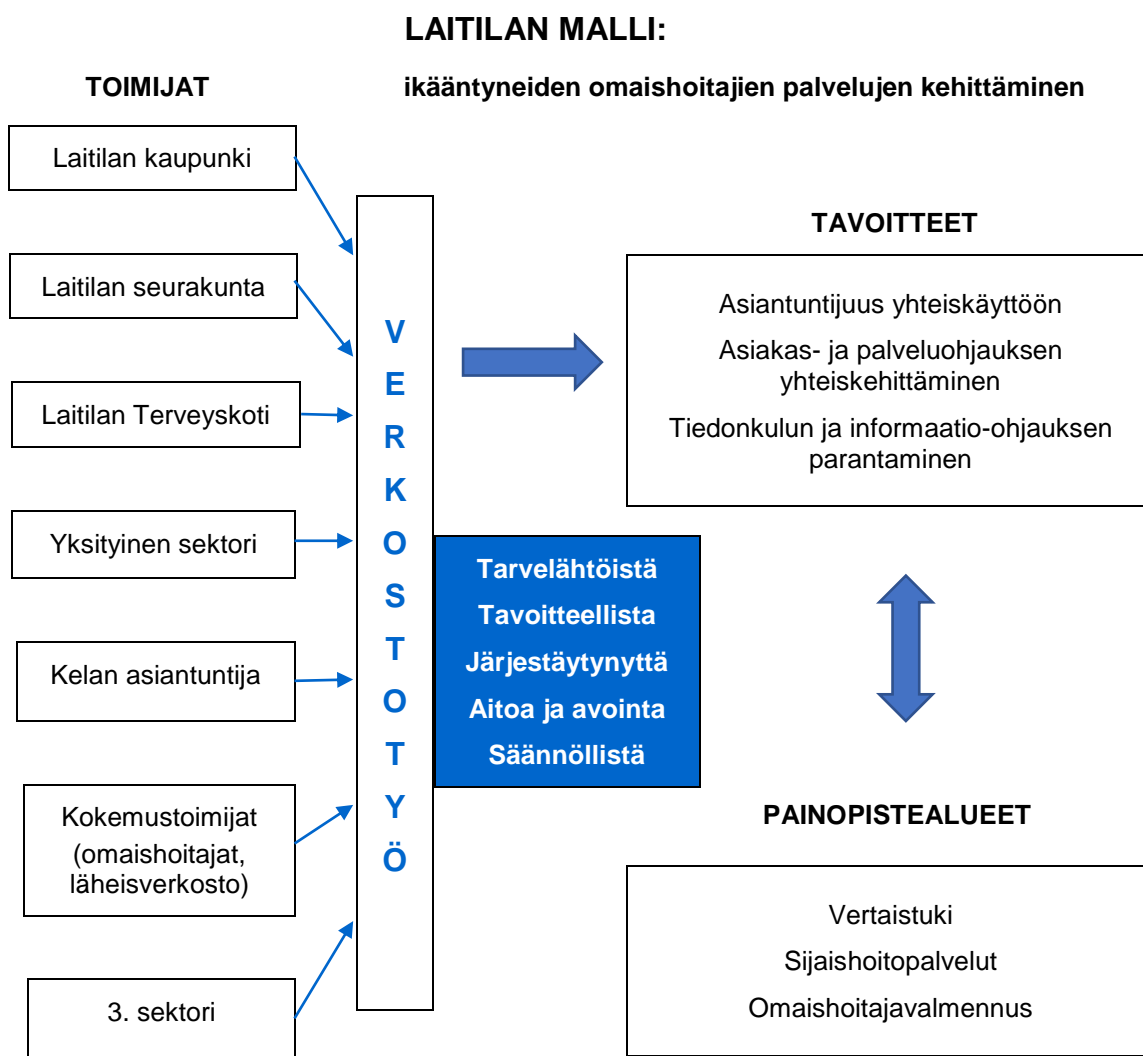 LAITILAN MALLI:
TOIMIJAT
ikääntyneiden omaishoitajien palvelujen kehittäminen
Laitilan kaupunki
Laitilan seurakunta
Laitilan Terveyskoti
Yksityinen sektori
Kelan asiantuntija
Kokemustoimijat
(omaishoitajat,
läheisverkosto)
3. sektori
V
E
R
K
O
S
T
O
T
Y
Ö
Tarvelähtöistä
Tavoitteellista
Järjestäytynyttä
Aitoa ja avointa
Säännöllistä
TAVOITTEET
Asiantuntijuus yhteiskäyttöön
Asiakas- ja palveluohjauksen
yhteiskehittäminen
Tiedonkulun ja informaatio-ohjauksen
parantaminen
PAINOPISTEALUEET
Vertaistuki
Sijaishoitopalvelut
Omaishoitajavalmennus